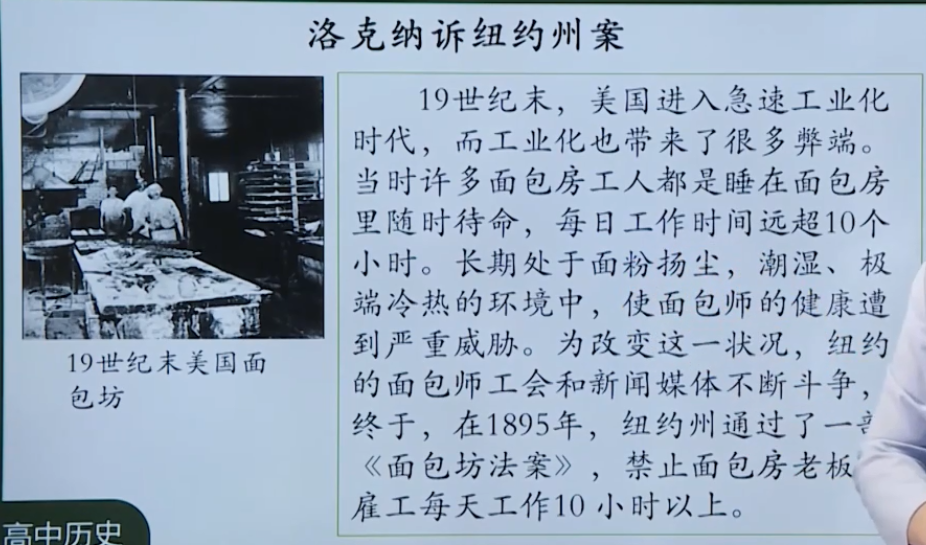 洛克纳诉纽约州案
19世纪末，美国进入急速工业化
时代，而工业化也带来了很多弊端。
当时许多面包房工人都是睡在面包房
里随时待命，每日工作时间远超10个
小时。长期处于面粉扬尘，潮湿、极
端冷热的环境中，使面包师的健康遭
到严重威胁。为改变这一状况，纽约
的面包师工会和新闻媒体不断斗争，
终于，在1895年，纽约州通过了一
《面包坊法案》，禁止面包房老板
雇工每天工作10 小时以上。
19世纪末美国面
包坊
高中历史